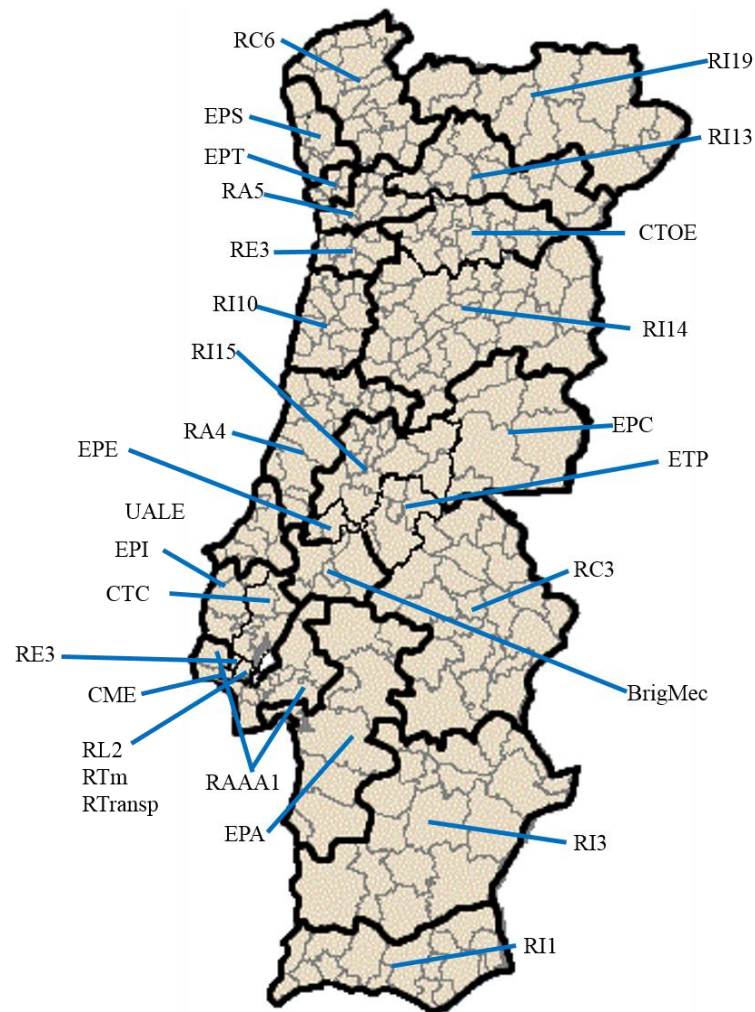 RC6
RI19
EPS
RI13
EPT
RA5
CTOE
RE3
RI10
RI14
RI15
RA4
EPC
EPE
ETP
UALE
EPI
RC3
CTC
RE3
CME
BrigMec
RL2
RTm
RAAA1
RTransp
EPA
RI3
RI1